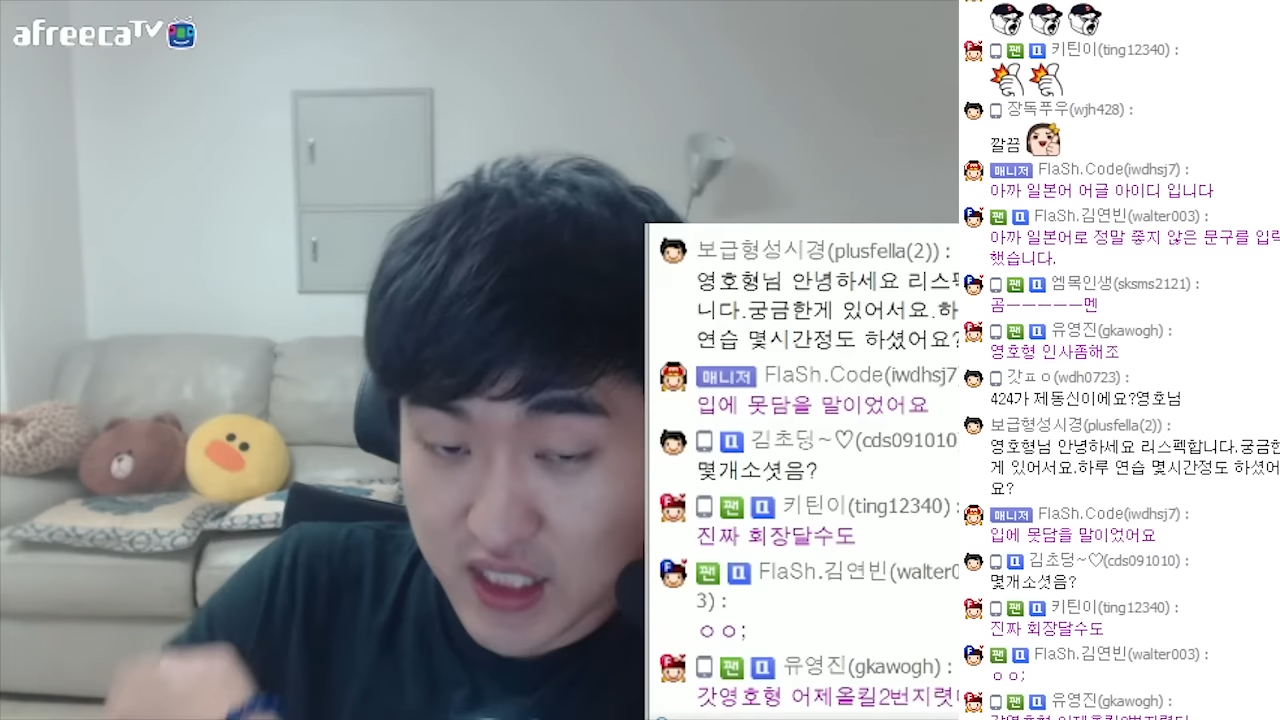 afreecaTV
보급형성시경(plusfella(2)) :
영호형님 안녕하세요 리스펙
니다.궁금한게 있어서요.하
연습 몇시간정도 하셨어요?
매니저 FlaSh.Code(iwdhsj7
입에 못담을 말이었어요
김초딩~♡(cds091010
몇개소셧음?
팬 키틴이(ting12340) :
진짜 회장달수도
팬 FlaSh.김연빈(walter0
3) :
ㅇㅇ;
팬 유영진(gkawogh) :
갓영호형 어제올킬2번지렷
팬 키틴이(ting12340) :
장독푸우(wjh428) :
깔끔
매니저 FlaSh.Code(iwdhsj7) :
아까 일본어 어글 아이디 입니다
팬 FlaSh.김연빈(walter003) :
아까 일본어로 정말 좋지 않은 문구를 입력
했습니다.
팬 엠목인생(sksms2121) :
곰ㅡㅡㅡㅡㅡ멘
팬 유영진(gkawogh) :
영호형 인사좀해조
갓ㅍㅇ(wdh0723) :
424가 제동신이에요?영호님
보급형성시경(plusfella(2)) :
영호형님 안녕하세요 리스펙합니다.궁금한
게 있어서요.하루 연습 몇시간정도 하셨어
요?
매니저 FlaSh.Code(iwdhsj7) :
입에 못담을 말이었어요
김초딩~♡(cds091010) :
몇개소셧음?
팬 키틴이(ting12340) :
진짜 회장달수도
팬 FlaSh.김연빈(walter003) :
ㅇㅇ;
팬 유영진(gkawogh) :